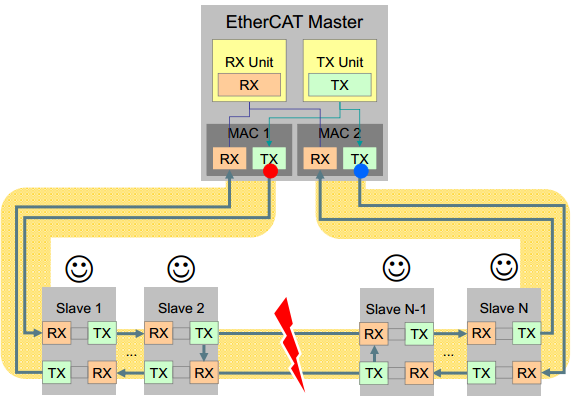 EtherCAT Master
RX Unit
TX Unit
RX
TX
MAC 1
MAC 2
RX
TX
RX
TX
Slave 1
Slave 2
Slave N-1
Slave N
RX
TX
RX
TX
RX
TX
RX
TX
...
...
TX
RX
TX
RX
TX
RX
TX
RX